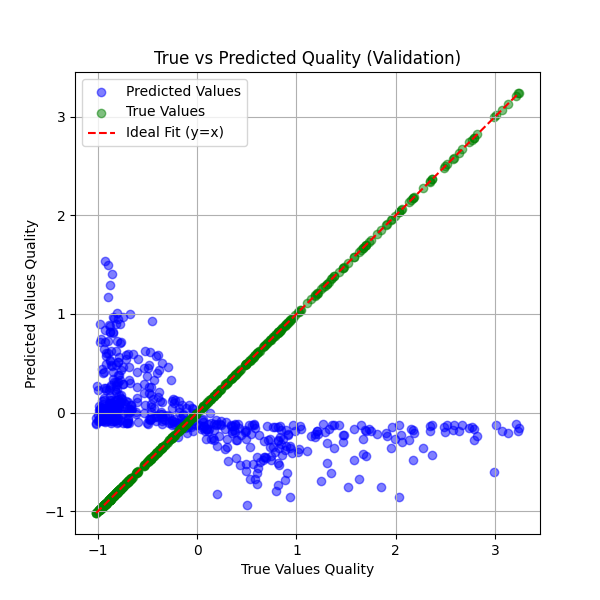 True vs Predicted Quality (Validation)
Predicted Values
True Values
Ideal Fit (y=x)
Predicted Values Quality
3
2
1
0
−1
−1 0 1 2 3
True Values Quality